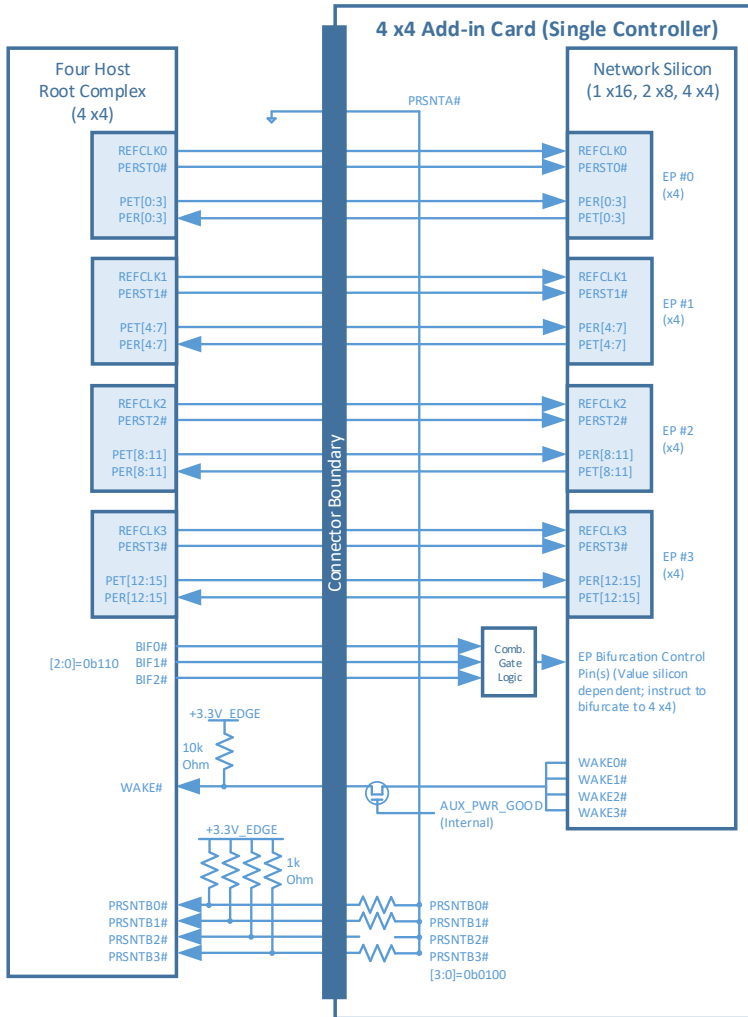 4 x4 Add-in Card (Single Controller)
Four Host
Root Complex
(4 x4)
Network Silicon
(1 x16, 2 x8, 4 x4)
PRSNTA#
REFCLK0
PERST0#
PET[0:3]
PER[0:3]
REFCLK0
PERST0#
PER[0:3]
PET[0:3]
EP #0
(x4)
REFCLK1
PERST1#
PET[4:7]
PER[4:7]
REFCLK1
PERST1#
PER[4:7]
PET[4:7]
EP #1
(x4)
REFCLK2
PERST2#
PET[8:11]
PER[8:11]
REFCLK2
PERST2#
PER[8:11]
PET[8:11]
EP #2
(x4)
Connector Boundary
REFCLK3
PERST3#
PET[12:15]
PER[12:15]
REFCLK3
PERST3#
PER[12:15]
PET[12:15]
EP #3
(x4)
BIF0#
BIF1#
BIF2#
[2:0]=0b110
Comb.
Gate
Logic
EP Bifurcation Control
Pin(s) (Value silicon
dependent; instruct to
bifurcate to 4 x4)
+3.3V_EDGE
10k
Ohm
WAKE#
AUX_PWR_GOOD
(Internal)
WAKE0#
WAKE1#
WAKE2#
WAKE3#
+3.3V_EDGE
1k
Ohm
PRSNTB0#
PRSNTB1#
PRSNTB2#
PRSNTB3#
PRSNTB0#
PRSNTB1#
PRSNTB2#
PRSNTB3#
[3:0]=0b0100